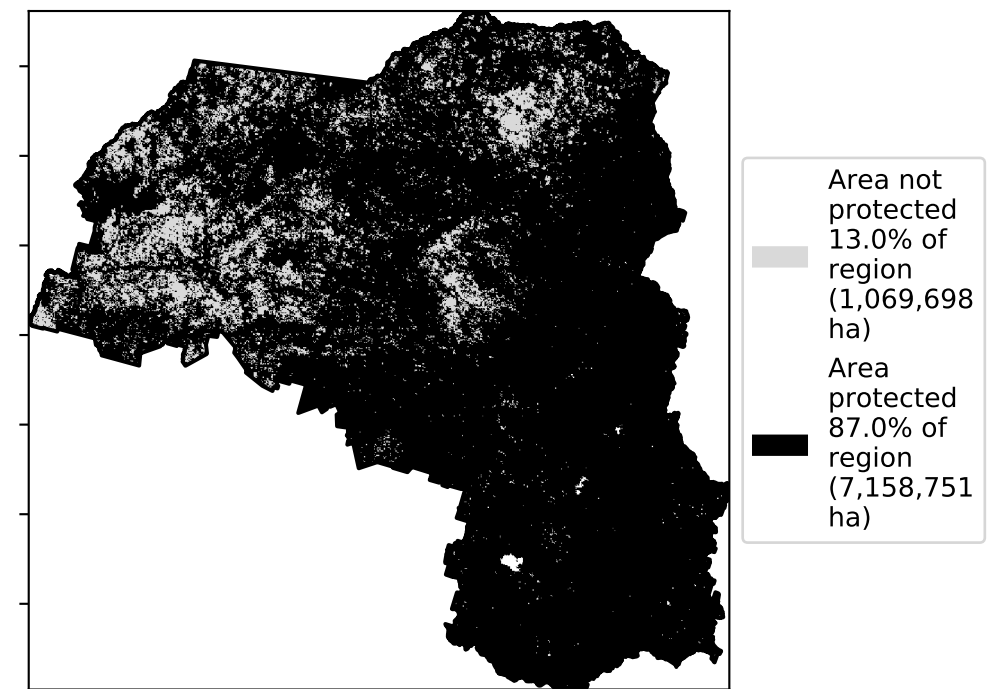 Area not
protected
13.0% of
region
(1,069,698
ha)
Area
protected
87.0% of
region
(7,158,751
ha)